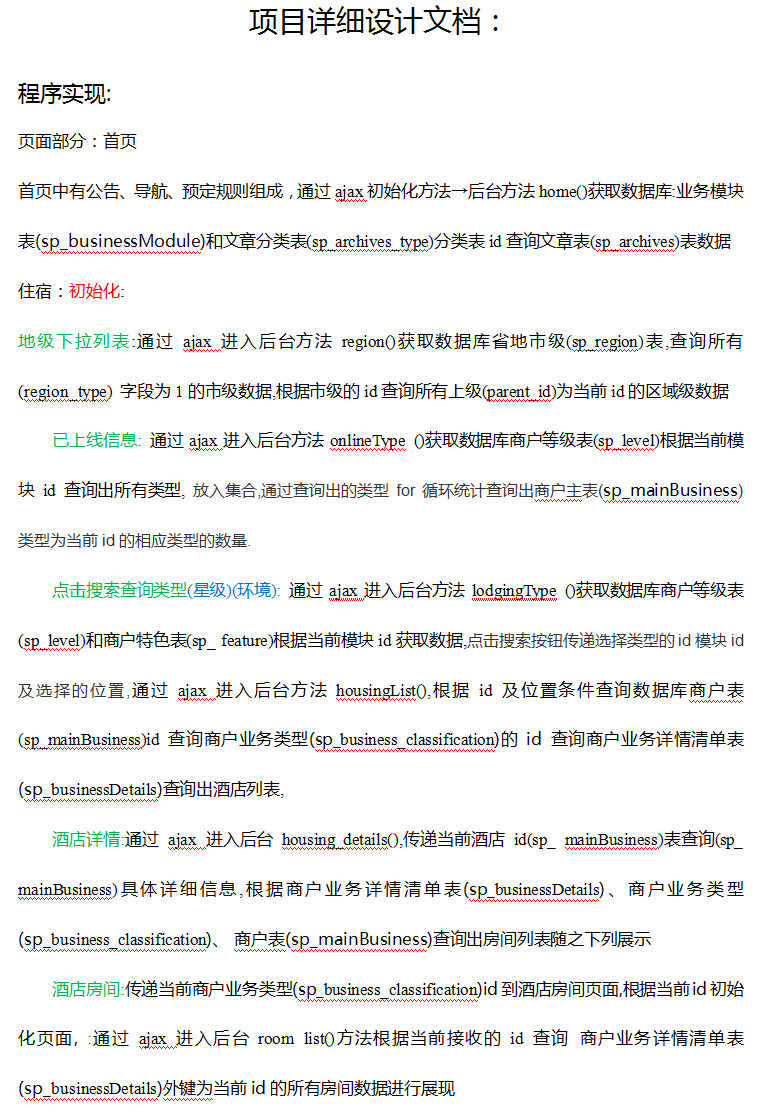 项目详细设计文档：
程序实现:
页面部分：首页
首页中有公告、导航、预定规则组成，通过 ajax 初始化方法→后台方法 home()获取数据库:业务模块
表(sp_businessModule)和文章分类表(sp_archives_type)分类表 id 查询文章表(sp_archives)表数据
住宿：初始化:
地级下拉列表:通过 ajax 进入后台方法 region()获取数据库省地市级(sp_region)表,查询所有
(region_type) 字段为 1 的市级数据,根据市级的 id 查询所有上级(parent_id)为当前 id 的区域级数据
已上线信息: 通过 ajax 进入后台方法 onlineType ()获取数据库商户等级表(sp_level)根据当前模
块 id 查询出所有类型, 放入集合,通过查询出的类型 for 循环统计查询出商户主表(sp_mainBusiness)
类型为当前 id 的相应类型的数量.
点击搜索查询类型(星级)(环境): 通过 ajax 进入后台方法 lodgingType ()获取数据库商户等级表
(sp_level)和商户特色表(sp_ feature)根据当前模块 id 获取数据,点击搜索按钮传递选择类型的 id 模块 id
及选择的位置,通过 ajax 进入后台方法 housingList(),根据 id 及位置条件查询数据库商户表
(sp_mainBusiness)id 查询商户业务类型(sp_business_classification)的 id 查询商户业务详情清单表
(sp_businessDetails)查询出酒店列表,
酒店详情:通过 ajax 进入后台 housing_details(),传递当前酒店 id(sp_ mainBusiness)表查询(sp_
mainBusiness)具体详细信息,根据商户业务详情清单表(sp_businessDetails)、商户业务类型
(sp_business_classification)、 商户表(sp_mainBusiness)查询出房间列表随之下列展示
酒店房间:传递当前商户业务类型(sp_business_classification)id 到酒店房间页面,根据当前 id 初始
化页面, :通过 ajax 进入后台 room list()方法根据当前接收的 id 查询 商户业务详情清单表
(sp_businessDetails)外键为当前 id 的所有房间数据进行展现